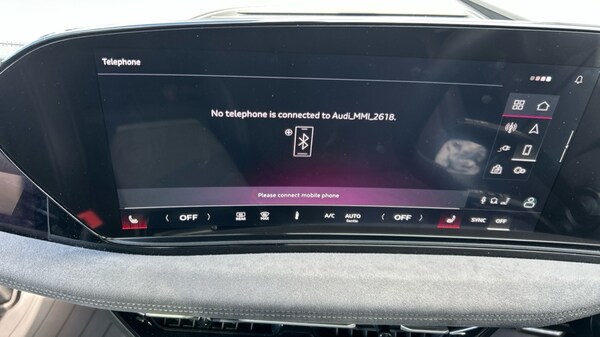 Telephone
No telephone is connected to Audi_MMI_2618.
Please connect mobile phone
OFF
A/C
AUTO
OFF
SYNC
OFF